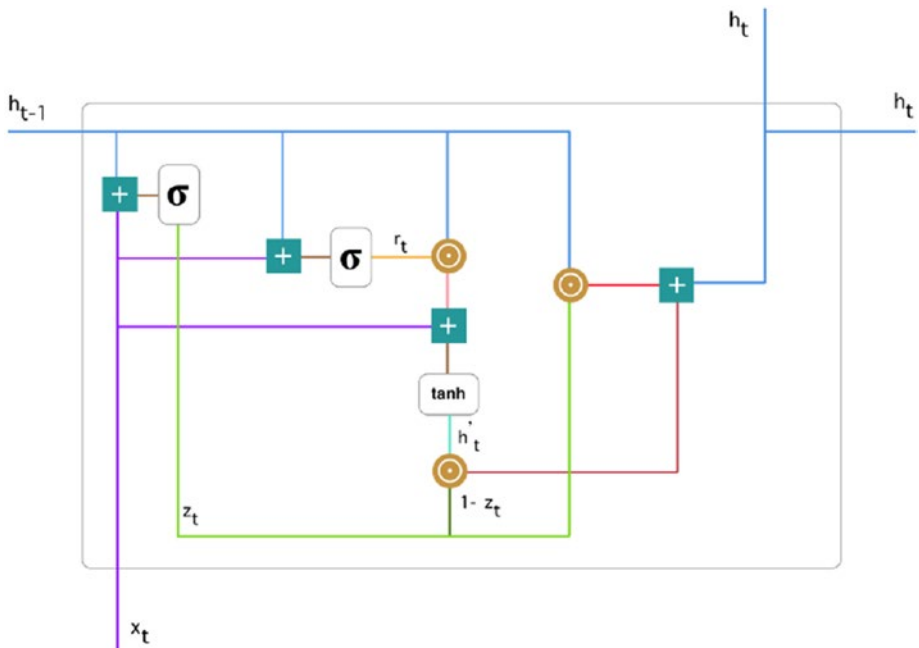 h_t
h_{t-1}
h_t
+
σ
+
σ
r_t
+
+
tanh
h'_t
1- z_t
z_t
x_t